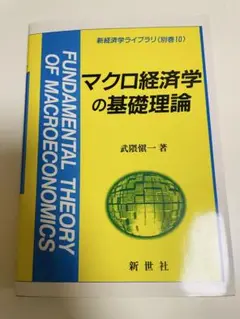 新経済学ライブラリ〈別巻10〉
マクロ経済学
の基礎理論
武隈愼一著
FUNDAMENTAL THEORY
OF MACROECONOMICS
新世社